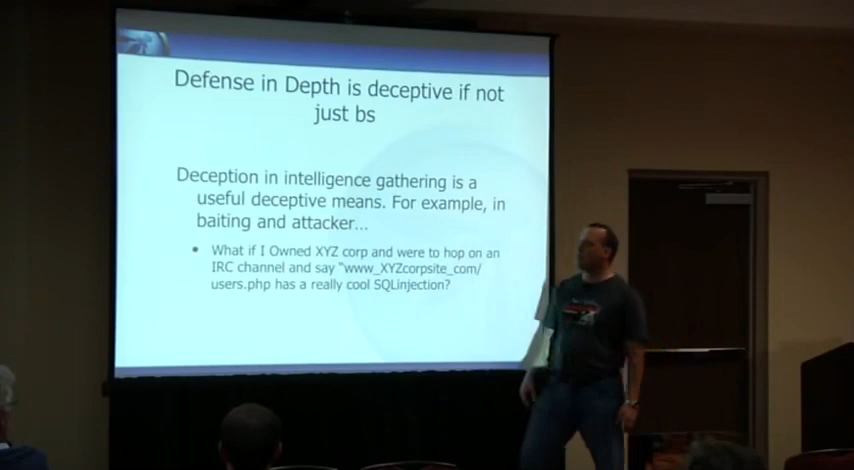 Defense in Depth is deceptive if not
just bs
Deception in intelligence gathering is a
useful deceptive means. For example, in
baiting and attacker...
• What if I Owned XYZ corp and were to hop on an
IRC channel and say “www_XYZcorpsite_com/
users.php has a really cool SQLinjection?